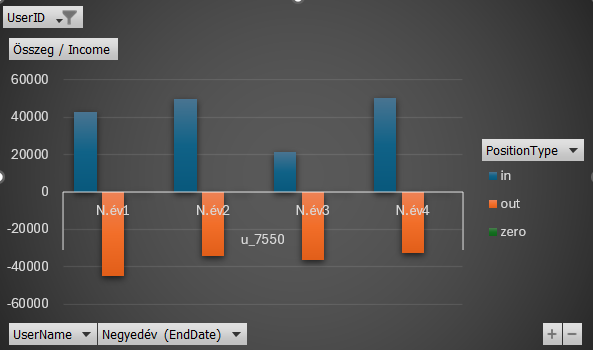 UserID
Összeg / Income
60000
40000
20000
0
-20000
-40000
-60000
N.év1 N.év2 N.év3 N.év4
u_7550
PositionType
in
out
zero
UserName Negyedév (EndDate)
+ −